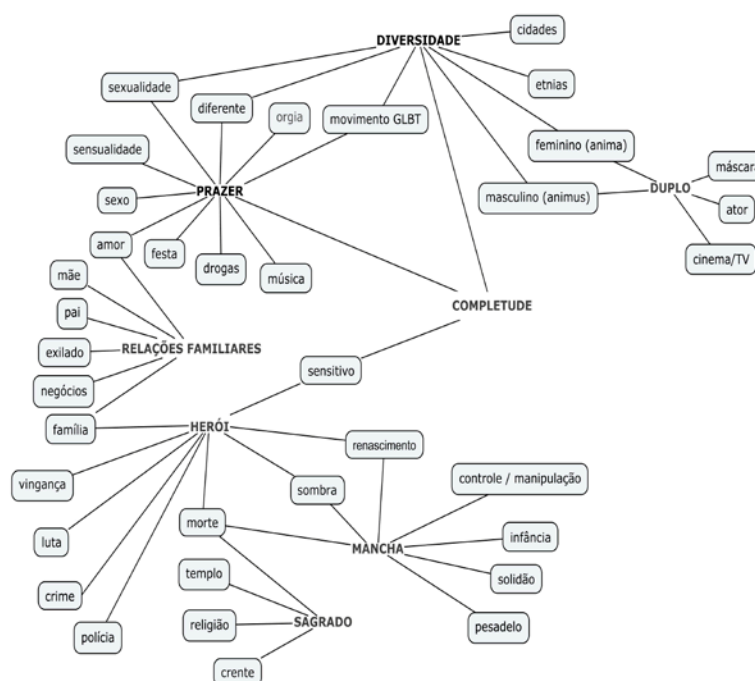 DIVERSIDADE
cidades
sexualidade
diferente
orgia
movimento GLBT
etnias
sensualidade
feminino (anima)
máscara
PRAZER
masculino (animus)
DUPLO
sexo
ator
amor
festa
drogas
música
cinema/TV
mãe
pai
COMPLETUDE
exilado
RELAÇÕES FAMILIARES
sensitivo
negócios
família
HERÓI
renascimento
vingança
sombra
controle / manipulação
luta
morte
infância
MANCHA
templo
solidão
crime
religião
SAGRADO
pesadelo
polícia
crente